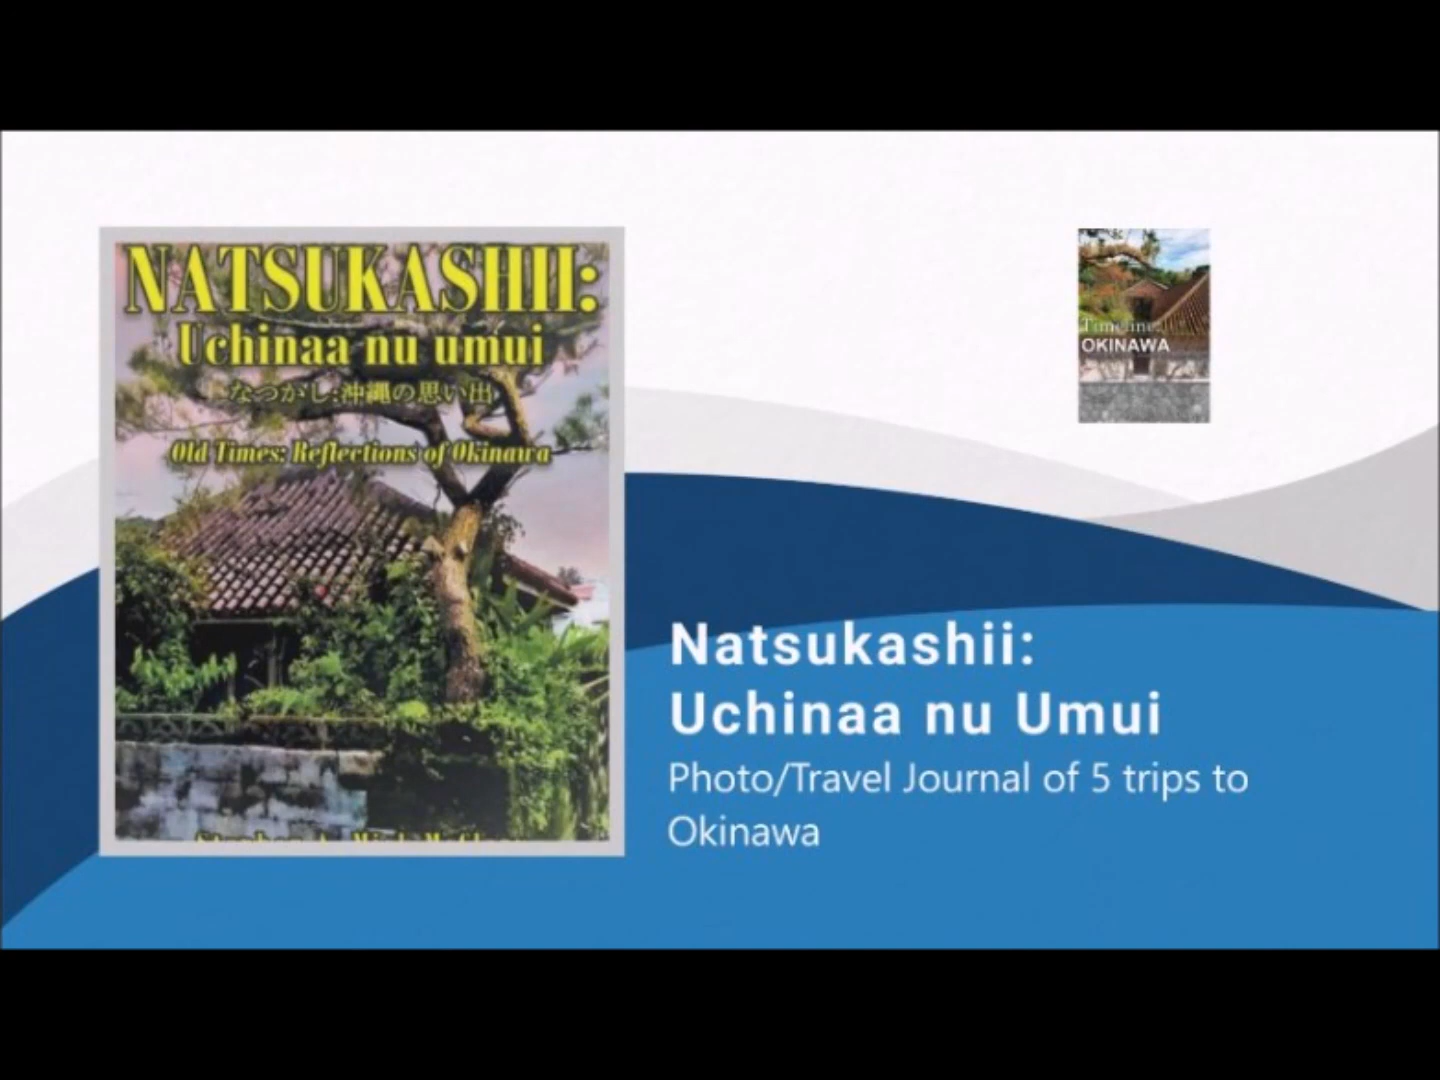 NATSUKASHII:
Uchinaa nu umui
なつかし:沖縄の思い出
Old Times: Reflections of Okinawa
Timeline:
OKINAWA
Natsukashii:
Uchinaa nu Umui
Photo/Travel Journal of 5 trips to
Okinawa